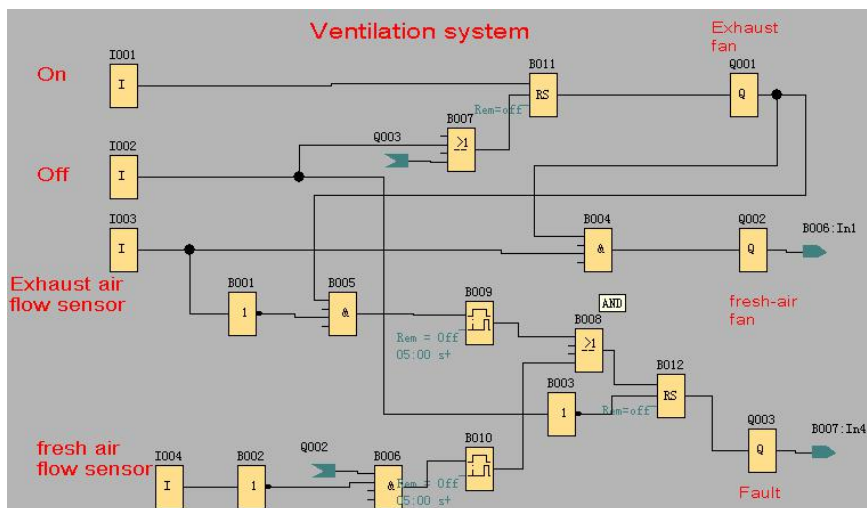 Ventilation system
Exhaust
fan
I001
B011
Q001
On
I
RS
Q
Rem=off
B007
Q003
≥1
I002
Off
I
I003
B004
Q002
B006:In1
I
&
Q
Exhaust air
flow sensor
B001
B005
B009
AND
fresh-air
fan
1
&
B008
Rem = Off
05:00 s+
≥1
B012
B003
RS
Rem=off
1
Q003
B007:In4
fresh air
flow sensor
Q002
B010
I004
B002
B006
Q
I
1
&
Rem = Off
05:00 s+
Fault